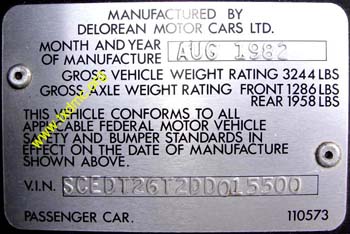 MANUFACTURED BY
DELOREAN MOTOR CARS LTD.
MONTH AND YEAR
OF MANUFACTURE AUG 1982
GROSS VEHICLE WEIGHT RATING 3244 LBS
GROSS AXLE WEIGHT RATING FRONT 1286 LBS
REAR 1958 LBS
THIS VEHICLE CONFORMS TO ALL
APPLICABLE FEDERAL MOTOR VEHICLE
SAFETY AND BUMPER STANDARDS IN
EFFECT ON THE DATE OF MANUFACTURE
SHOWN ABOVE.
V.I.N. SCEDT26T2DD015500
PASSENGER CAR. 110573